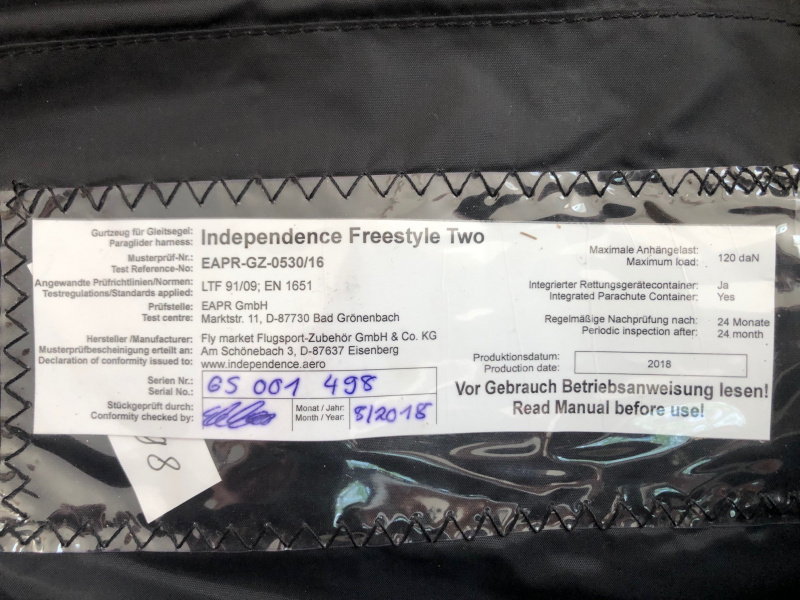 Gurtzeug für Gleitsegel:
Paraglider harness:
Independence Freestyle Two
Musterprüf-Nr.:
Test Reference-No:
EAPR-GZ-0530/16
Angewandte Prüfrichtlinien/Normen:
Testregulations/Standards applied:
LTF 91/09; EN 1651
Prüfstelle:
Test centre:
EAPR GmbH
Marktstr. 11, D-87730 Bad Grönenbach
Hersteller /Manufacturer:
Musterprüfbescheinigung erteilt an:
Declaration of conformity issued to:
Fly market Flugsport-Zubehör GmbH & Co. KG
Am Schönebach 3, D-87637 Eisenberg
www.independence.aero
Serien Nr.:
Serial No.:
GS 001 498
Stückgeprüft durch:
Conformity checked by:
Monat / Jahr:
Month / Year:
8/2018
Maximale Anhängelast:
Maximum load:
120 daN
Integrierter Rettungsgerätecontainer:
Integrated Parachute Container:
Ja
Yes
Regelmäßige Nachprüfung nach:
Periodic inspection after:
24 Monate
24 month
Produktionsdatum:
Production date:
2018
Vor Gebrauch Betriebsanweisung lesen!
Read Manual before use!
98